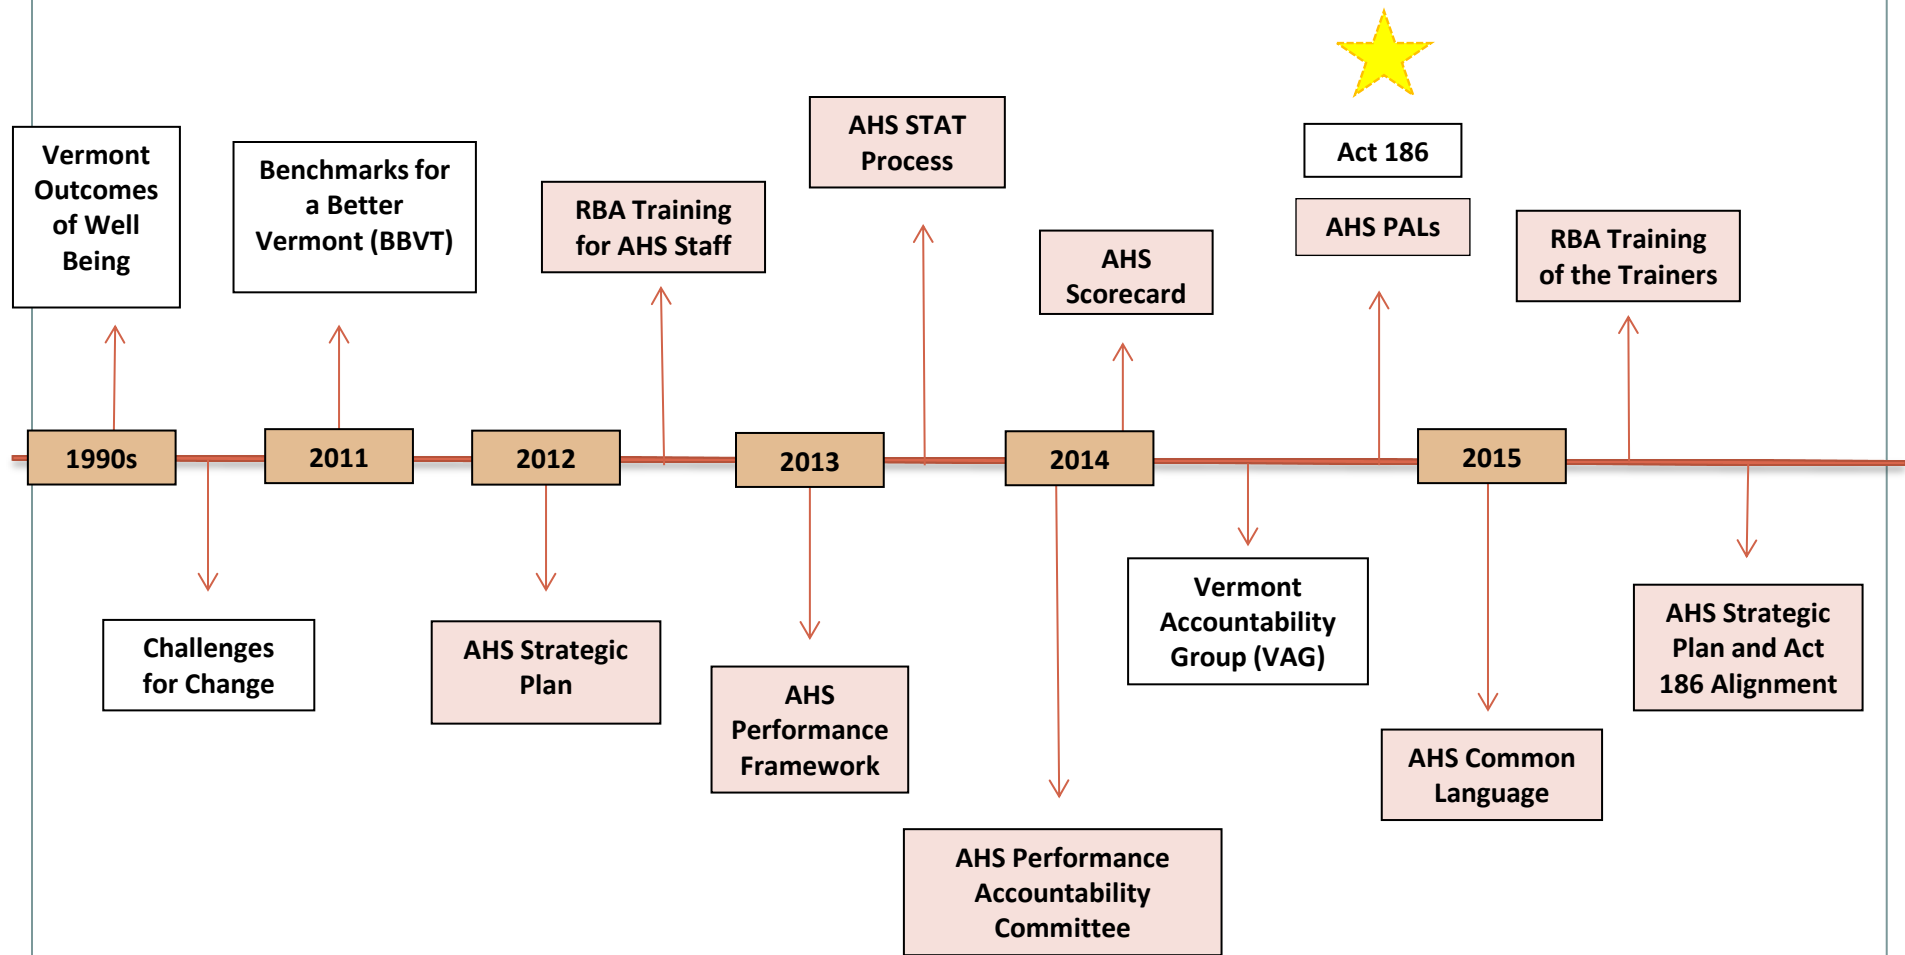 Vermont
Outcomes
of Well
Being
Benchmarks for
a Better
Vermont (BBVT)
RBA Training
for AHS Staff
AHS STAT
Process
AHS
Scorecard
Act 186
AHS PALs
RBA Training
of the Trainers
1990s
2011
2012
2013
2014
2015
Challenges
for Change
AHS Strategic
Plan
AHS
Performance
Framework
AHS Performance
Accountability
Committee
Vermont
Accountability
Group (VAG)
AHS Common
Language
AHS Strategic
Plan and Act
186 Alignment